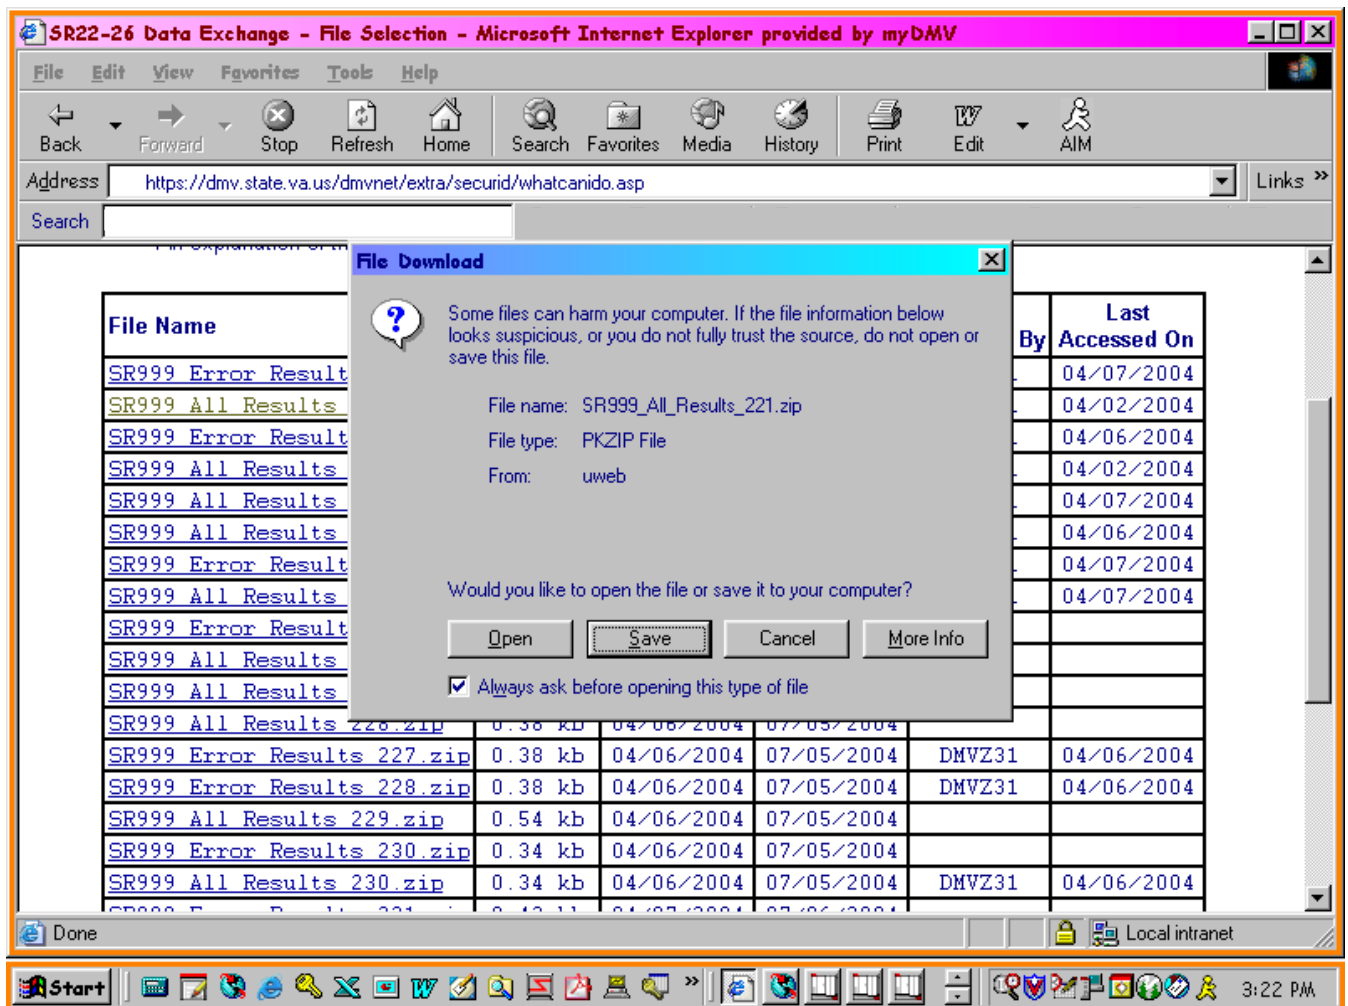 SR22-26 Data Exchange - File Selection - Microsoft Internet Explorer provided by myDMV
File Edit View Favorites Tools Help
Back Forward Stop Refresh Home Search Favorites Media History Print Edit AIM
Address https://dmv.state.va.us/dmvnet/extra/securid/whatcanido.asp Links »
Search
File Download
Some files can harm your computer. If the file information below
looks suspicious, or you do not fully trust the source, do not open or
save this file.
File name: SR999_All_Results_221.zip
File type: PKZIP File
From: uweb
Would you like to open the file or save it to your computer?
Open Save Cancel More Info
Always ask before opening this type of file
File Name By Last
Accessed On
SR999 Error Result 04/07/2004
SR999 All Results 04/02/2004
SR999 Error Result 04/06/2004
SR999 All Results 04/02/2004
SR999 All Results 04/07/2004
SR999 All Results 04/06/2004
SR999 Error Result 04/07/2004
SR999 All Results 04/07/2004
SR999 Error Result
SR999 All Results
SR999 All Results
SR999 All Results 228.zip 0.38 kb 04/06/2004 07/05/2004
SR999 Error Results 227.zip 0.38 kb 04/06/2004 07/05/2004 DMVZ31 04/06/2004
SR999 Error Results 228.zip 0.38 kb 04/06/2004 07/05/2004 DMVZ31 04/06/2004
SR999 All Results 229.zip 0.54 kb 04/06/2004 07/05/2004
SR999 Error Results 230.zip 0.34 kb 04/06/2004 07/05/2004
SR999 All Results 230.zip 0.34 kb 04/06/2004 07/05/2004 DMVZ31 04/06/2004
Done Local intranet
Start » 3:22 PM